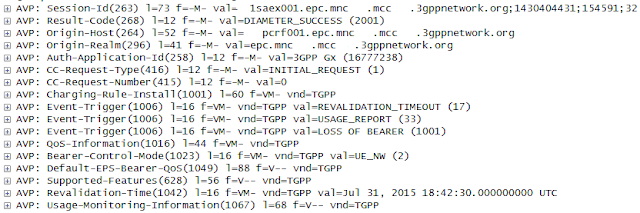 AVP: Session-Id(263) l=73 f=-M- val= 1saex001.epc.mnc .mcc .3gppnetwork.org;1430404431;154591;32
AVP: Result-Code(268) l=12 f=-M- val=DIAMETER_SUCCESS (2001)
AVP: Origin-Host(264) l=52 f=-M- val= pcrf001.epc.mnc .mcc .3gppnetwork.org
AVP: Origin-Realm(296) l=41 f=-M- val=epc.mnc .mcc .3gppnetwork.org
AVP: Auth-Application-Id(258) l=12 f=-M- val=3GPP Gx (16777238)
AVP: CC-Request-Type(416) l=12 f=-M- val=INITIAL_REQUEST (1)
AVP: CC-Request-Number(415) l=12 f=-M- val=0
AVP: Charging-Rule-Install(1001) l=60 f=VM- vnd=TGPP
AVP: Event-Trigger(1006) l=16 f=VM- vnd=TGPP val=REVALIDATION_TIMEOUT (17)
AVP: Event-Trigger(1006) l=16 f=VM- vnd=TGPP val=USAGE_REPORT (33)
AVP: Event-Trigger(1006) l=16 f=VM- vnd=TGPP val=LOSS OF BEARER (1001)
AVP: QoS-Information(1016) l=44 f=VM- vnd=TGPP
AVP: Bearer-Control-Mode(1023) l=16 f=VM- vnd=TGPP val=UE_NW (2)
AVP: Default-EPS-Bearer-QoS(1049) l=88 f=V-- vnd=TGPP
AVP: Supported-Features(628) l=56 f=V-- vnd=TGPP
AVP: Revalidation-Time(1042) l=16 f=VM- vnd=TGPP val=Jul 31, 2015 18:42:30.000000000 UTC
AVP: Usage-Monitoring-Information(1067) l=68 f=V-- vnd=TGPP